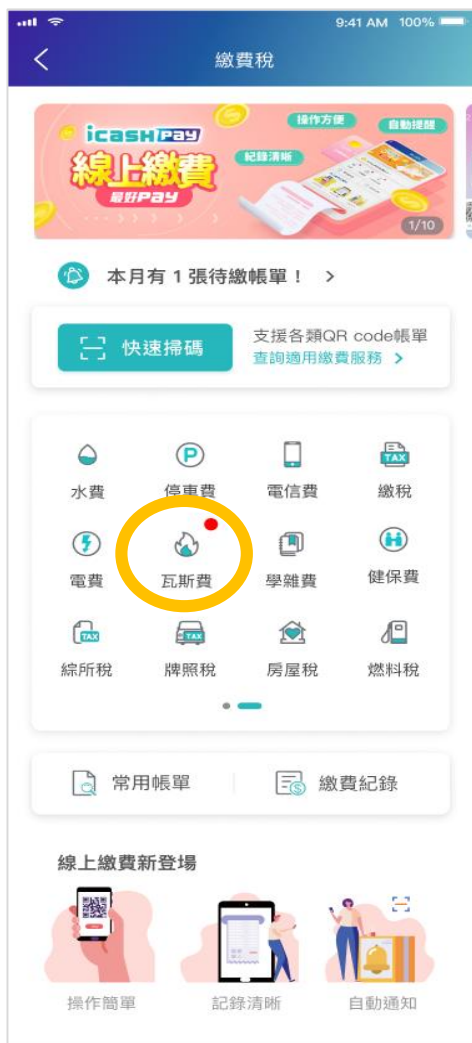 9:41 AM 100%
繳費稅
icash Pay
線上繳費
最好Pay
操作方便
自動提醒
紀錄清晰
1/10
本月有 1 張待繳帳單！ >
快速掃碼
支援各類QR code帳單
查詢適用繳費服務 >
水費
停車費
電信費
TAX
繳稅
電費
瓦斯費
學雜費
健保費
TAX
綜所稅
TAX
牌照稅
房屋稅
燃料稅
常用帳單
繳費紀錄
線上繳費新登場
操作簡單
記錄清晰
自動通知